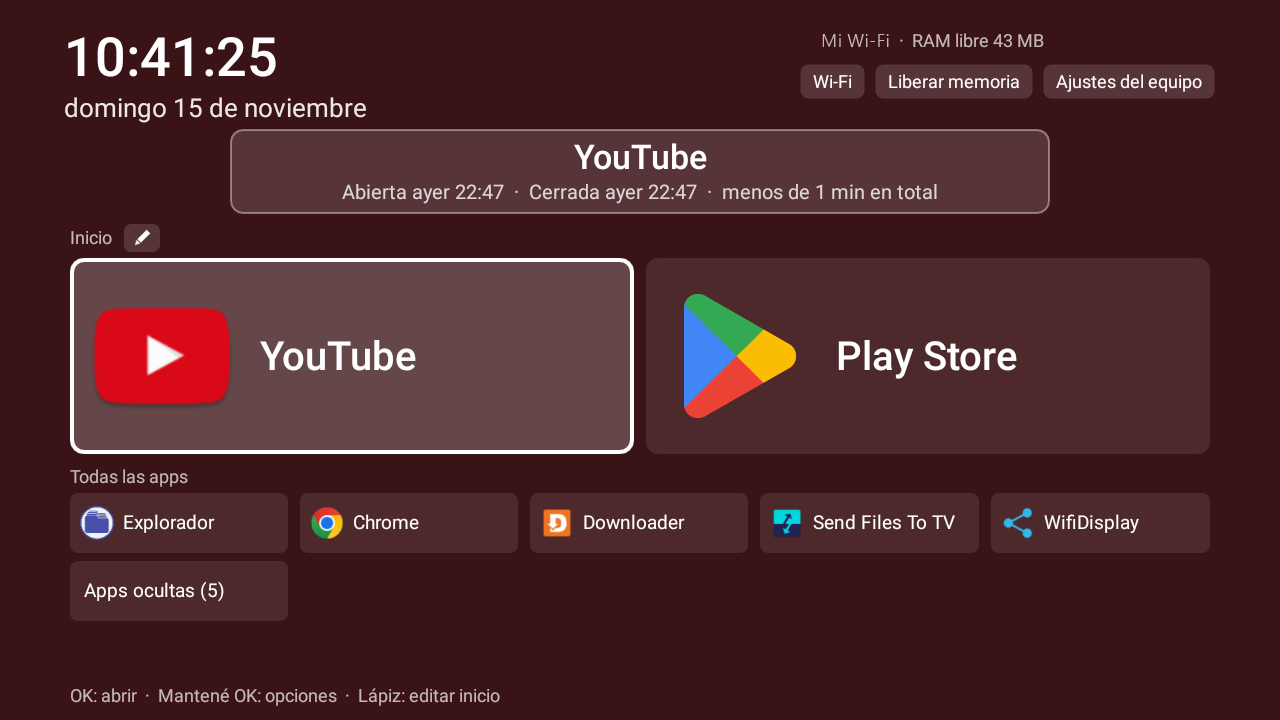 10:41:25
Mi Wi-Fi · RAM libre 43 MB
Wi-Fi
Liberar memoria
Ajustes del equipo
domingo 15 de noviembre
YouTube
Abierta ayer 22:47 · Cerrada ayer 22:47 · menos de 1 min en total
Inicio
YouTube
Play Store
Todas las apps
Explorador
Chrome
Downloader
Send Files To TV
WifiDisplay
Apps ocultas (5)
OK: abrir · Mantené OK: opciones · Lápiz: editar inicio